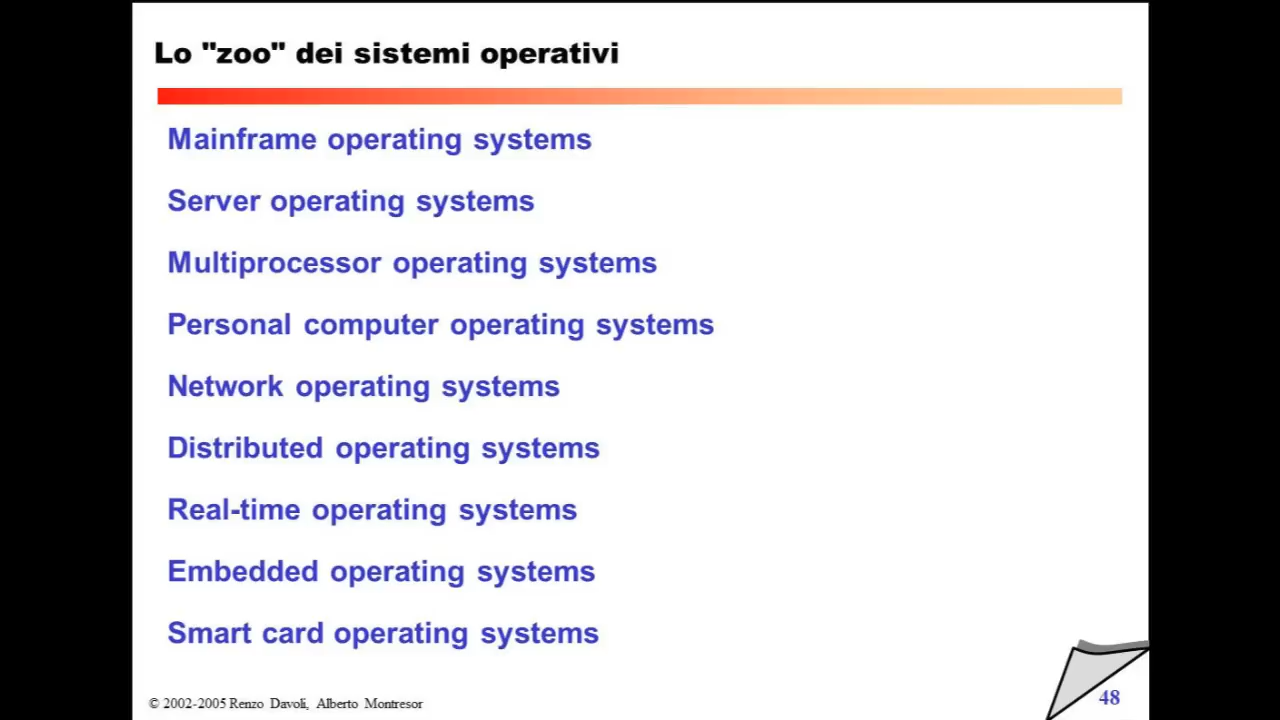 Lo "zoo" dei sistemi operativi
Mainframe operating systems
Server operating systems
Multiprocessor operating systems
Personal computer operating systems
Network operating systems
Distributed operating systems
Real-time operating systems
Embedded operating systems
Smart card operating systems
© 2002-2005 Renzo Davoli, Alberto Montresor
48